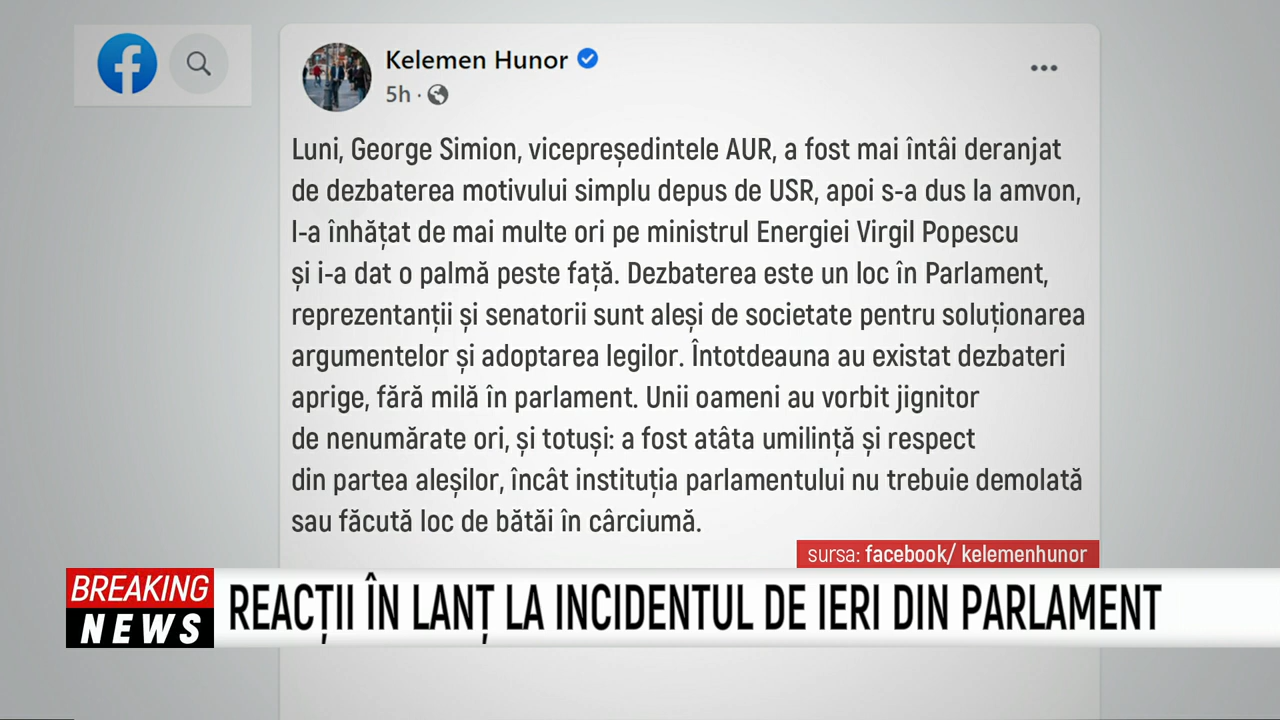 Kelemen Hunor
5h ·
Luni, George Simion, vicepreședintele AUR, a fost mai întâi deranjat
de dezbaterea motivului simplu depus de USR, apoi s-a dus la amvon,
l-a înhățat de mai multe ori pe ministrul Energiei Virgil Popescu
și i-a dat o palmă peste față. Dezbaterea este un loc în Parlament,
reprezentanții și senatorii sunt aleși de societate pentru soluționarea
argumentelor și adoptarea legilor. Întotdeauna au existat dezbateri
aprige, fără milă în parlament. Unii oameni au vorbit jignitor
de nenumărate ori, și totuși: a fost atâta umilință și respect
din partea aleșilor, încât instituția parlamentului nu trebuie demolată
sau făcută loc de bătăi în cârciumă.
sursa: facebook/ kelemenhunor
BREAKING
NEWS
REACȚII ÎN LANȚ LA INCIDENTUL DE IERI DIN PARLAMENT